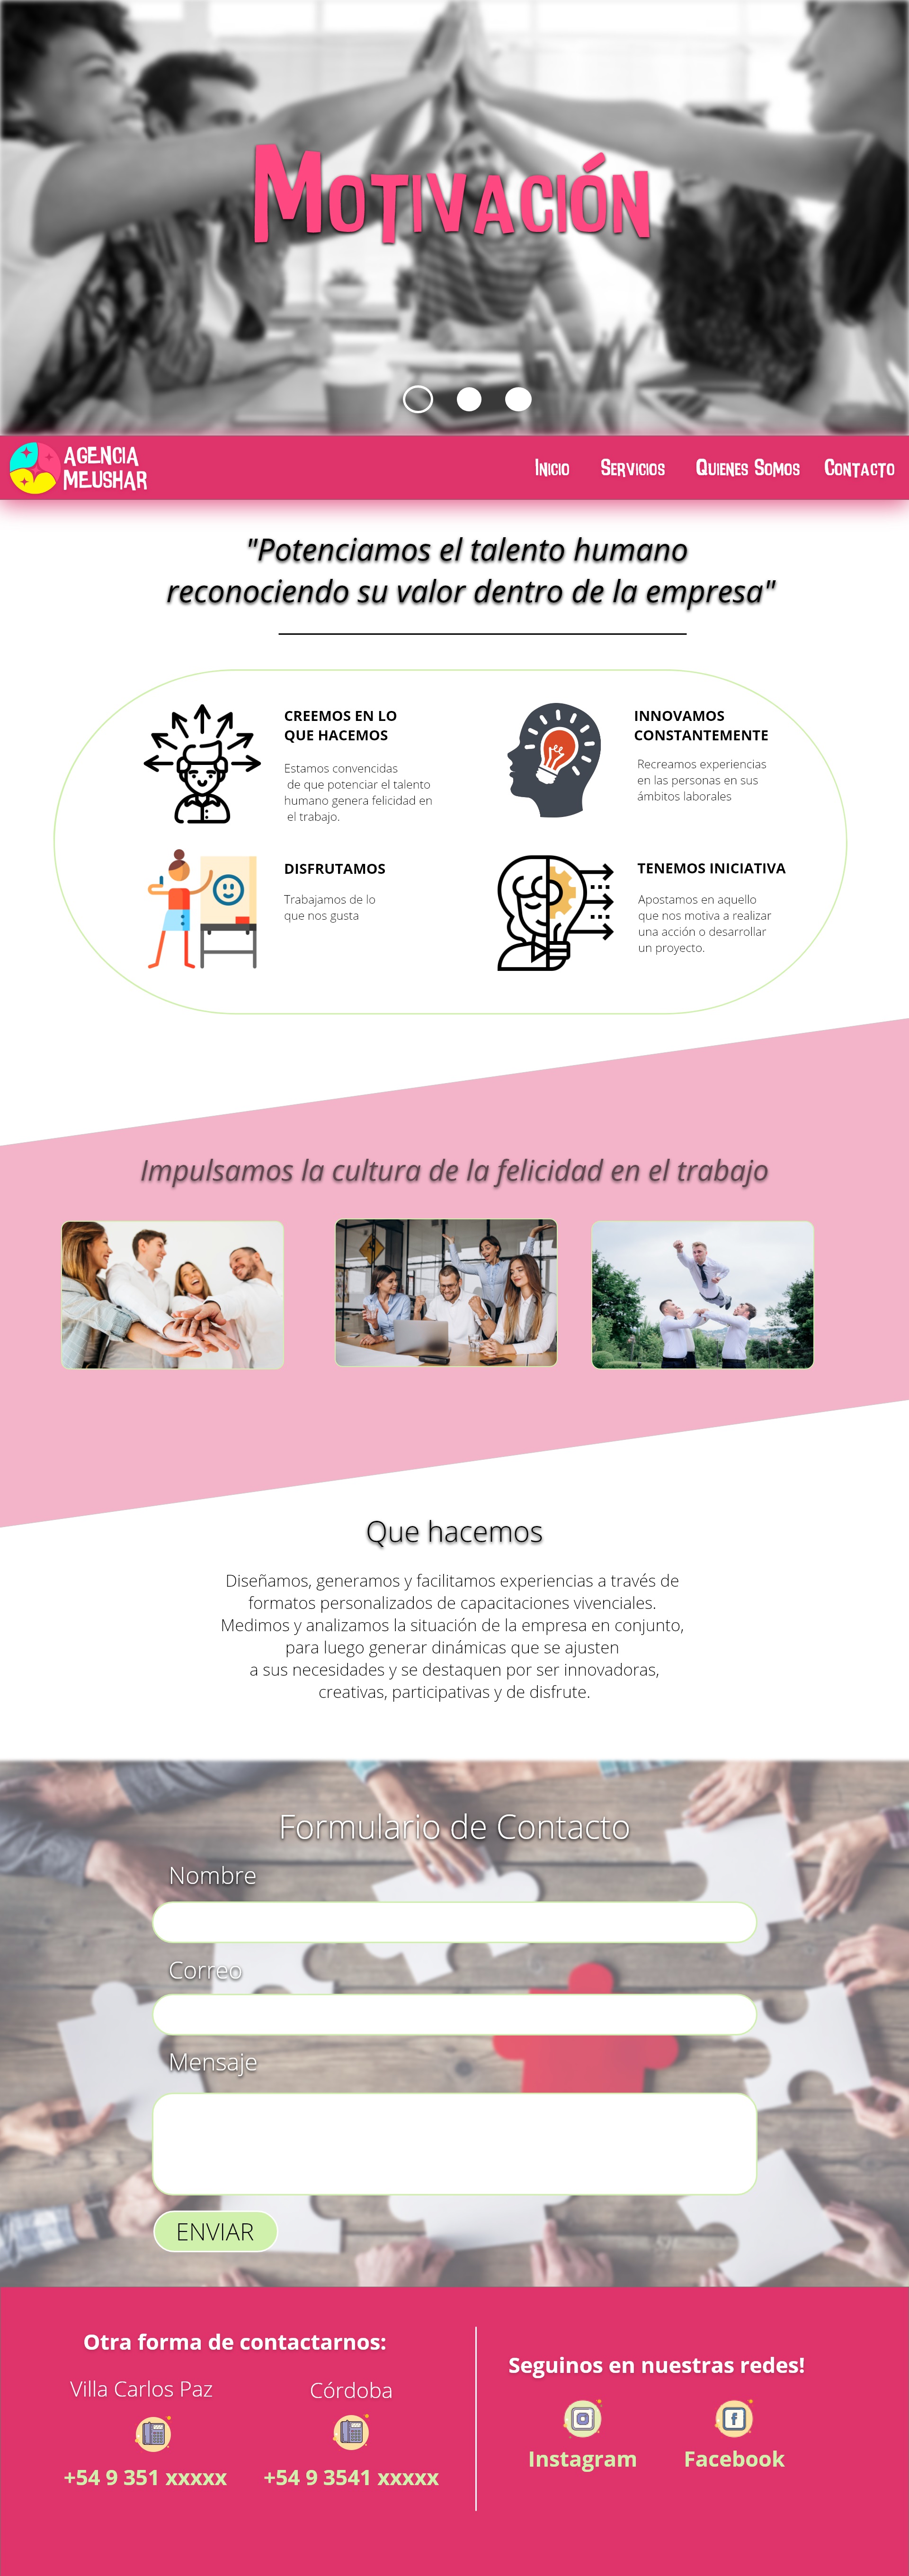 Motivación
AGENCIA
MEUSHAR
Inicio Servicios Quienes Somos Contacto
"Potenciamos el talento humano
reconociendo su valor dentro de la empresa"
CREEMOS EN LO
QUE HACEMOS
Estamos convencidas
de que potenciar el talento
humano genera felicidad en
el trabajo.
INNOVAMOS
CONSTANTEMENTE
Recreamos experiencias
en las personas en sus
ámbitos laborales
DISFRUTAMOS
Trabajamos de lo
que nos gusta
TENEMOS INICIATIVA
Apostamos en aquello
que nos motiva a realizar
una acción o desarrollar
un proyecto.
Impulsamos la cultura de la felicidad en el trabajo
Que hacemos
Diseñamos, generamos y facilitamos experiencias a través de
formatos personalizados de capacitaciones vivenciales.
Medimos y analizamos la situación de la empresa en conjunto,
para luego generar dinámicas que se ajusten
a sus necesidades y se destaquen por ser innovadoras,
creativas, participativas y de disfrute.
Formulario de Contacto
Nombre
Correo
Mensaje
ENVIAR
Otra forma de contactarnos:
Villa Carlos Paz
+54 9 351 xxxxx
Córdoba
+54 9 3541 xxxxx
Seguinos en nuestras redes!
Instagram
Facebook